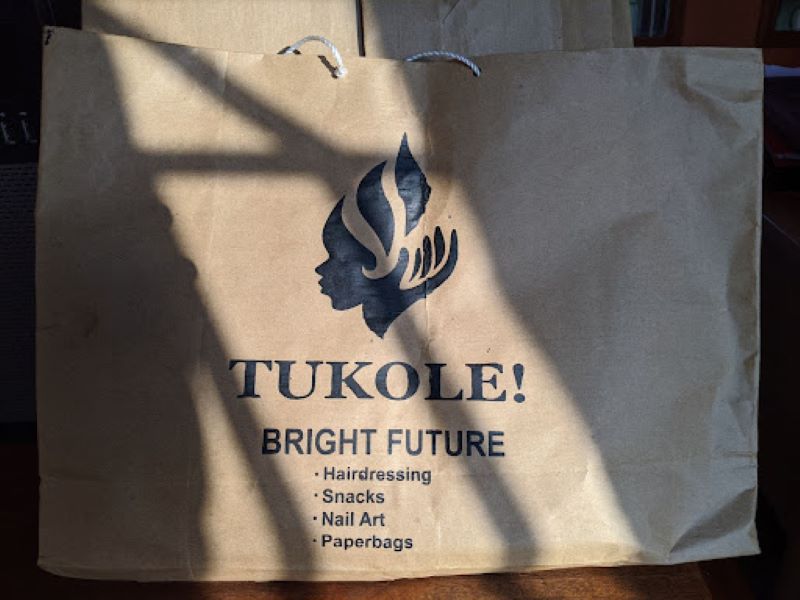 TUKOLE!
BRIGHT FUTURE
· Hairdressing
· Snacks
· Nail Art
· Paperbags